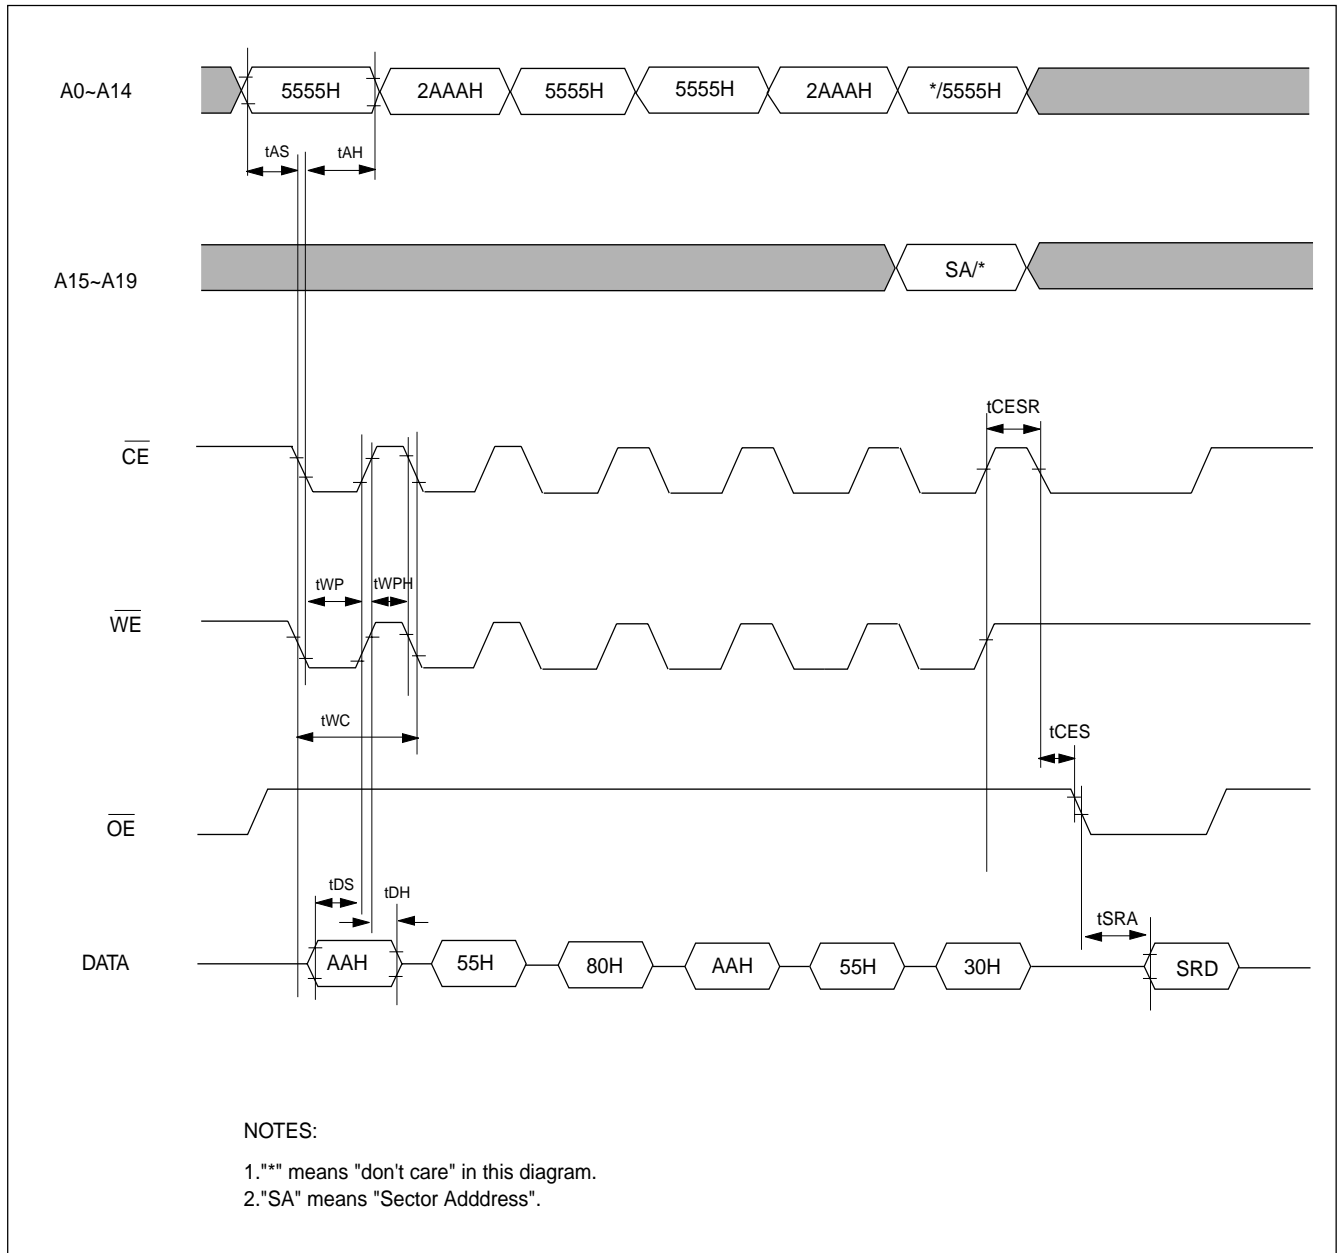 A0~A14
5555H 2AAAH 5555H 5555H 2AAAH */5555H
tAS tAH
A15~A19
SA/*
tCESR
CE
tWP tWPH
WE
tWC
tCES
OE
tDS tDH
tSRA
DATA
AAH 55H 80H AAH 55H 30H SRD
NOTES:
1."*" means "don't care" in this diagram.
2."SA" means "Sector Adddress".